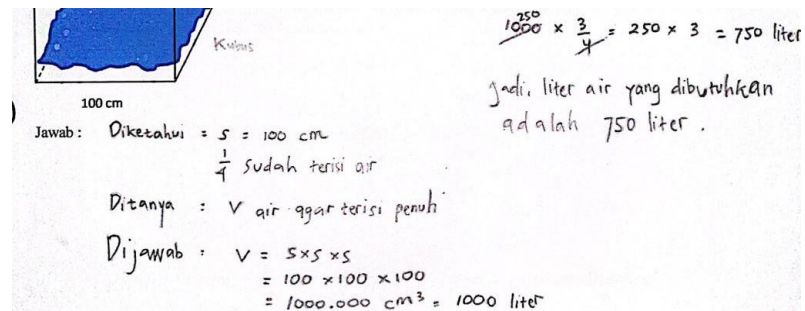 Kubus
100 cm
Jawab : Diketahui : s = 100 cm
1/4 sudah terisi air
Ditanya : V air agar terisi penuh
Dijawab : V = s×s×s
= 100 ×100 ×100
= 1000.000 cm³ = 1000 liter
250
1000 × 3/4 = 250 × 3 = 750 liter
Jadi, liter air yang dibutuhkan
adalah 750 liter.